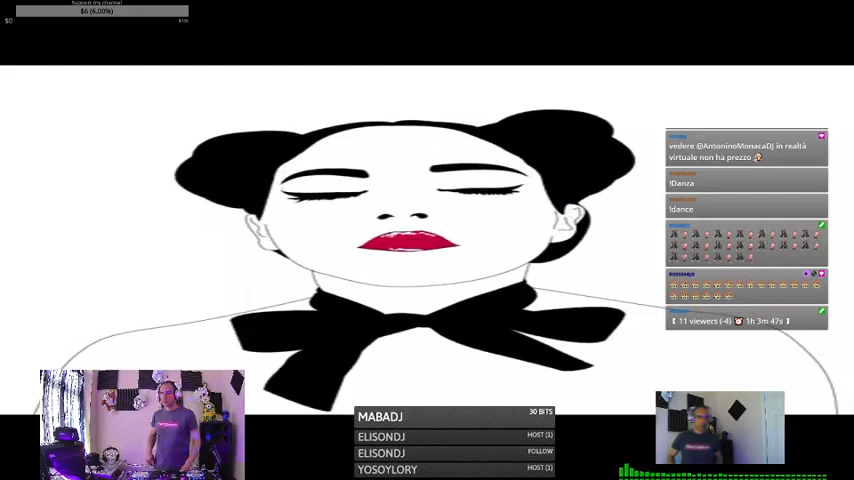 Support my channel
$6 (6.00%)
$0
$100
vedere @AntoninoMonacaDj in realtà
virtuale non ha prezzo
!Danza
!dance
【 11 viewers (-4) 1h 3m 47s 】
MABADJ 30 BITS
ELISONDJ HOST (1)
ELISONDJ FOLLOW
YOSOYLORY HOST (1)